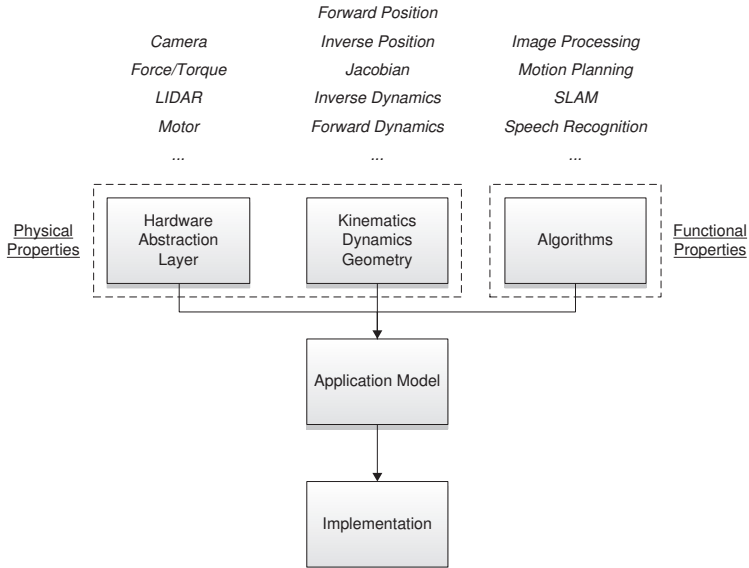 Forward Position
Camera
Inverse Position
Image Processing
Force/Torque
Jacobian
Motion Planning
LIDAR
Inverse Dynamics
SLAM
Motor
Forward Dynamics
Speech Recognition
...
...
...
Physical
Properties
Hardware
Abstraction
Layer
Kinematics
Dynamics
Geometry
Algorithms
Functional
Properties
Application Model
Implementation